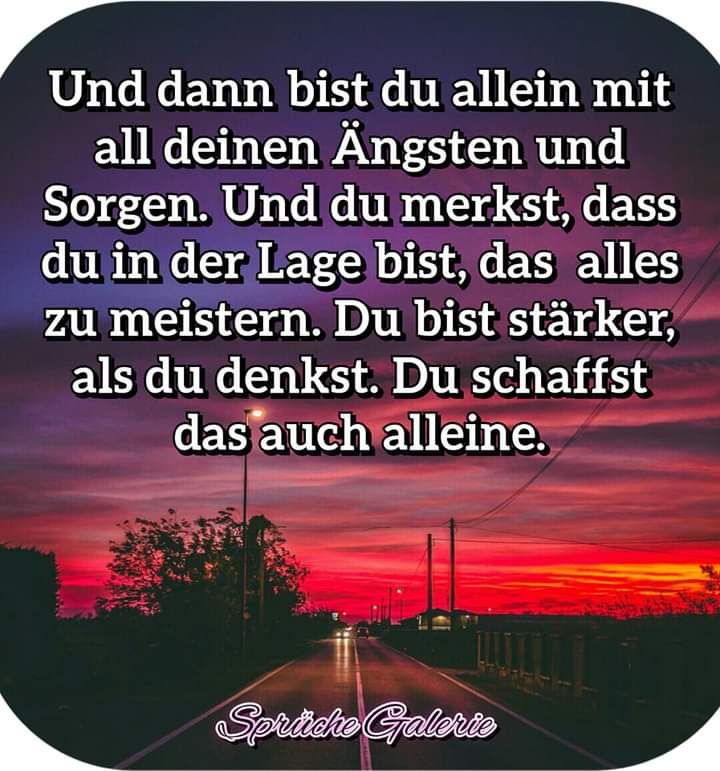 Und dann bist du allein mit
all deinen Ängsten und
Sorgen. Und du merkst, dass
du in der Lage bist, das alles
zu meistern. Du bist stärker,
als du denkst. Du schaffst
das auch alleine.
Sprüche Galerie